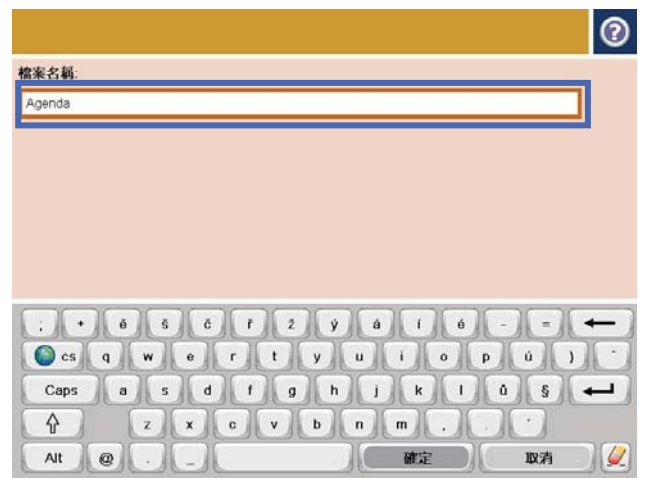 ?
檔案名稱:
Agenda
; + ě š č ř ž ý á í é - =
cs q w e r t y u i o p ú )
Caps a s d f g h j k l ů §
z x c v b n m , .
Alt @ . _ 確定 取消